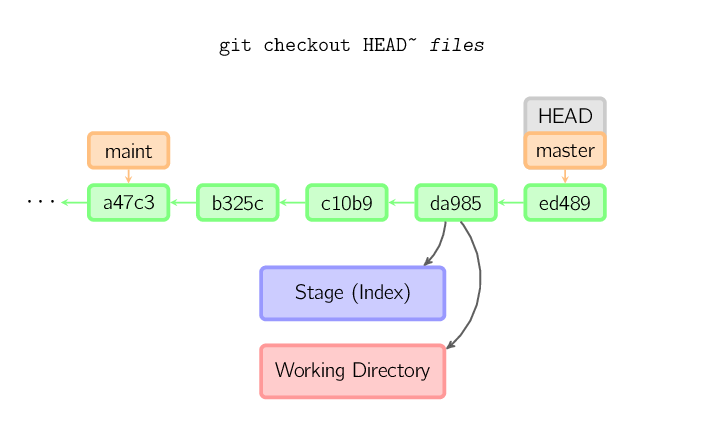 git checkout HEAD~ files
HEAD
maint
master
··· a47c3 b325c c10b9 da985 ed489
Stage (Index)
Working Directory